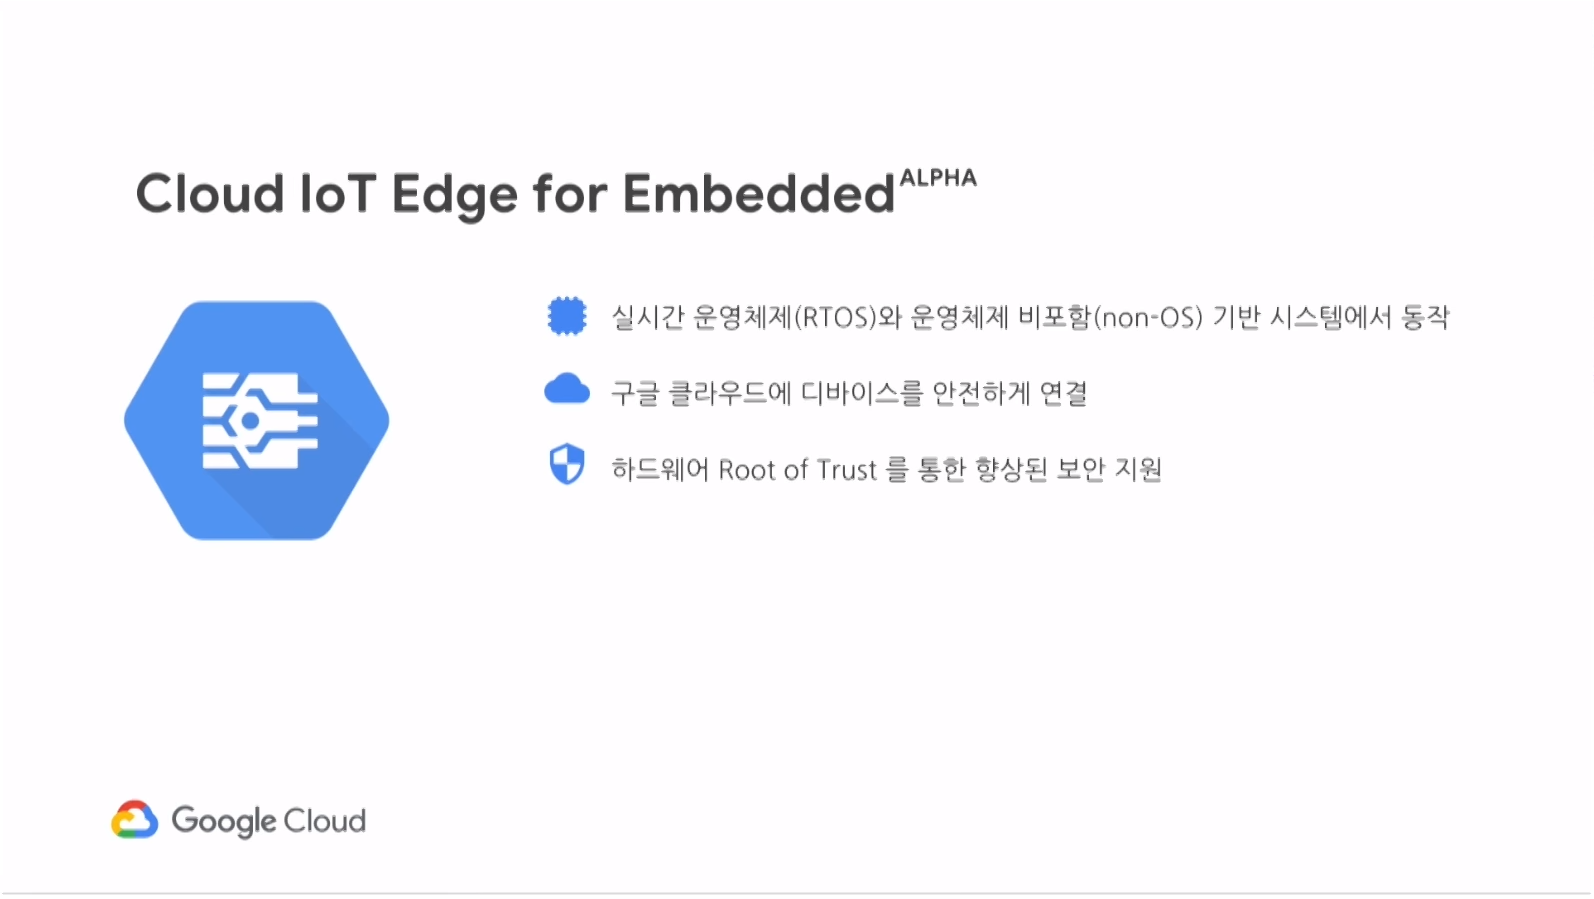 Cloud IoT Edge for Embedded ALPHA
실시간 운영체제(RTOS)와 운영체제 비포함(non-OS) 기반 시스템에서 동작
구글 클라우드에 디바이스를 안전하게 연결
하드웨어 Root of Trust 를 통한 향상된 보안 지원
Google Cloud